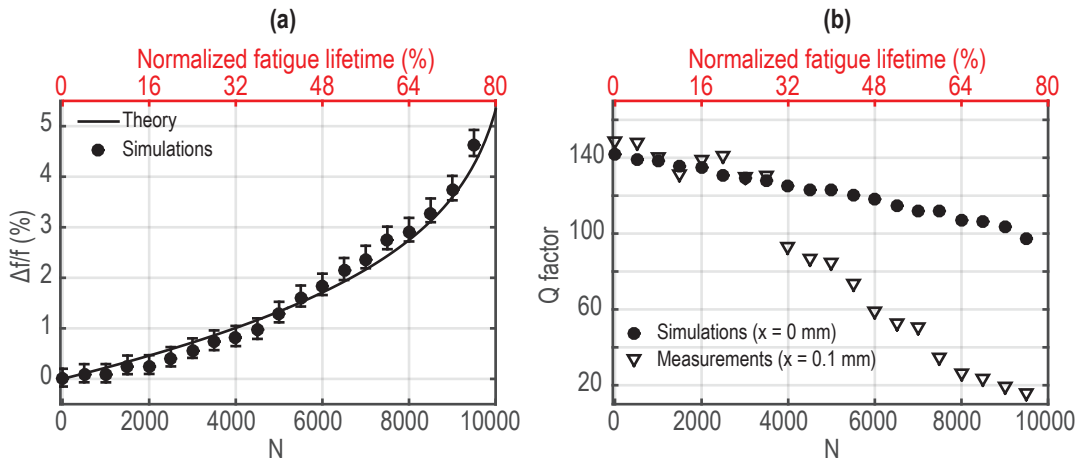 (a)
Normalized fatigue lifetime (%)
0 16 32 48 64 80
5
4
3
2
1
0
Δf/f (%)
Theory
Simulations
0 2000 4000 6000 8000 10000
N
(b)
Normalized fatigue lifetime (%)
0 16 32 48 64 80
140
100
60
20
Q factor
Simulations (x = 0 mm)
Measurements (x = 0.1 mm)
0 2000 4000 6000 8000 10000
N